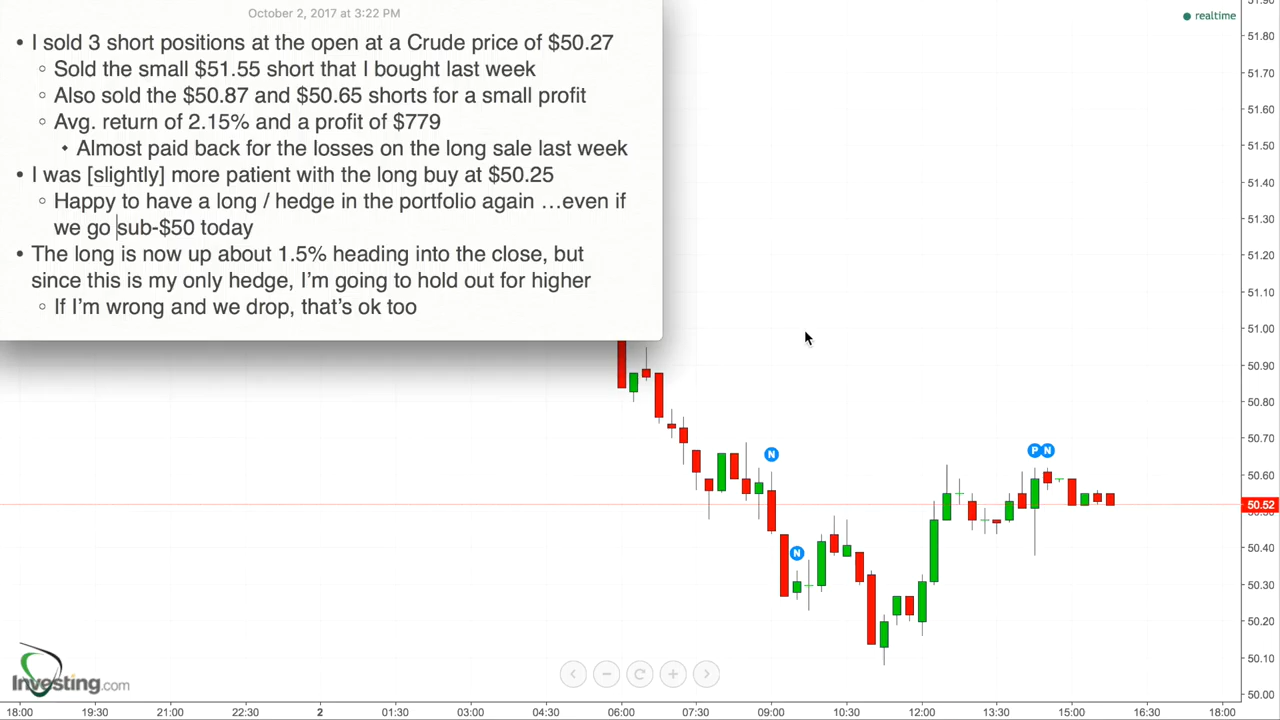 October 2, 2017 at 3:22 PM
• I sold 3 short positions at the open at a Crude price of $50.27
◦ Sold the small $51.55 short that I bought last week
◦ Also sold the $50.87 and $50.65 shorts for a small profit
◦ Avg. return of 2.15% and a profit of $779
⬩ Almost paid back for the losses on the long sale last week
• I was [slightly] more patient with the long buy at $50.25
◦ Happy to have a long / hedge in the portfolio again …even if
we go sub-$50 today
• The long is now up about 1.5% heading into the close, but
since this is my only hedge, I'm going to hold out for higher
◦ If I'm wrong and we drop, that's ok too
realtime
51.80
51.70
51.60
51.50
51.40
51.30
51.20
51.10
51.00
50.90
50.80
50.70
50.60
50.52
50.40
50.30
50.20
50.10
50.00
N
N
P N
Investing.com
18:00 19:30 21:00 22:30 2 01:30 03:00 04:30 06:00 07:30 09:00 10:30 12:00 13:30 15:00 16:30 18:00